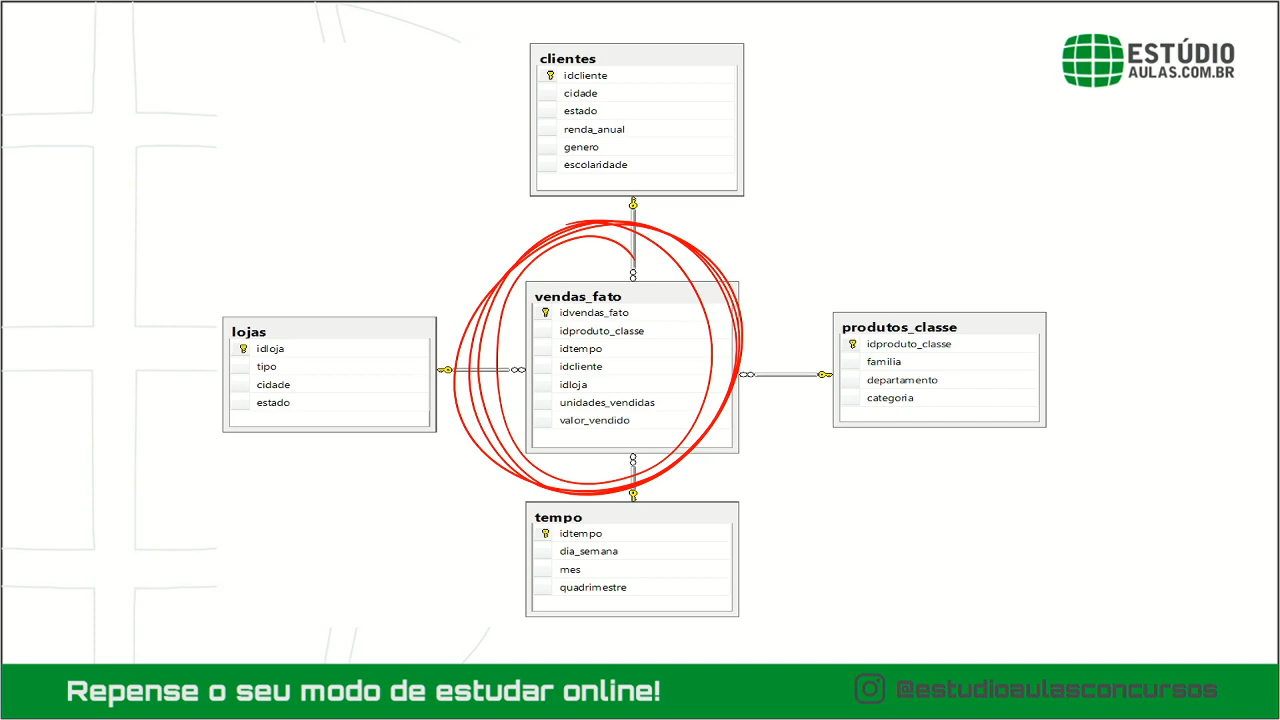 ESTÚDIO
AULAS.COM.BR
clientes
idcliente
cidade
estado
renda_anual
genero
escolaridade
vendas_fato
idvendas_fato
idproduto_classe
idtempo
idcliente
idloja
unidades_vendidas
valor_vendido
lojas
idloja
tipo
cidade
estado
produtos_classe
idproduto_classe
familia
departamento
categoria
tempo
idtempo
dia_semana
mes
quadrimestre
Repense o seu modo de estudar online!
@estudioaulasconcursos